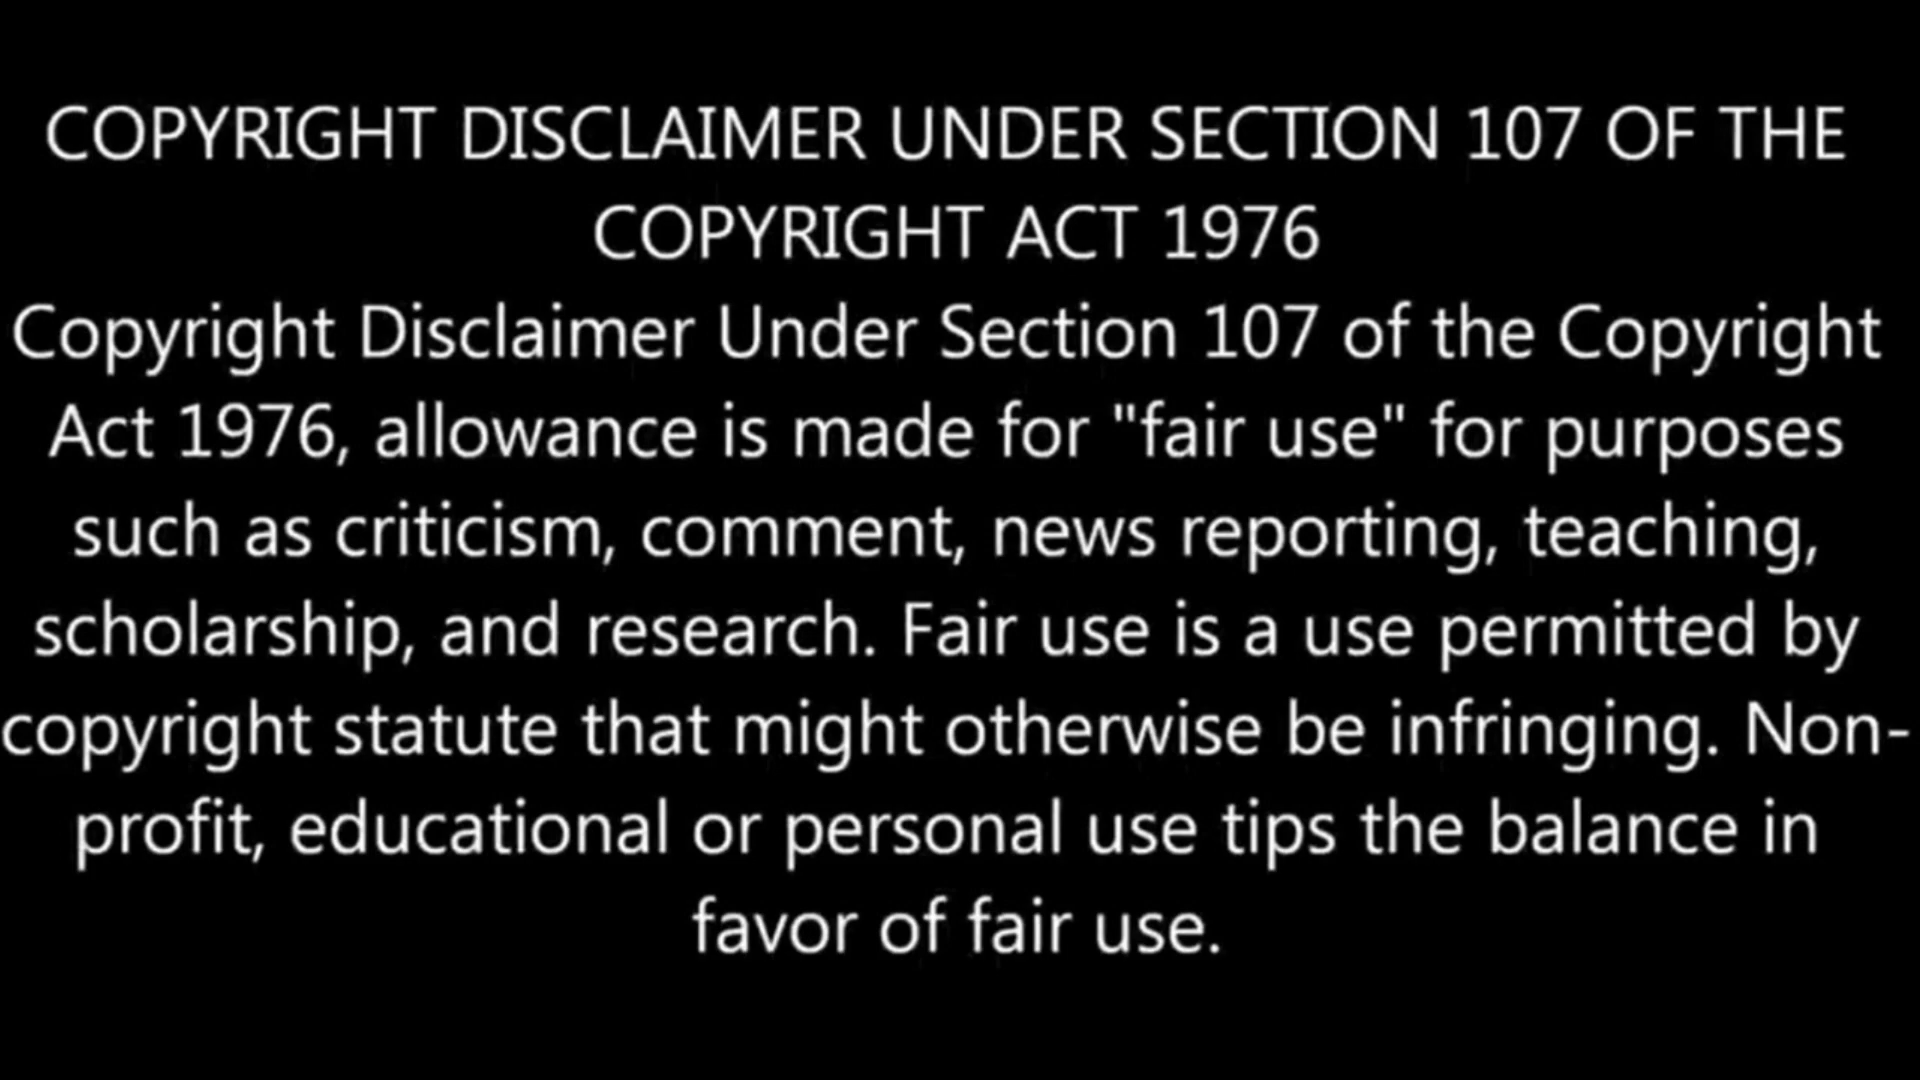 COPYRIGHT DISCLAIMER UNDER SECTION 107 OF THE
COPYRIGHT ACT 1976
Copyright Disclaimer Under Section 107 of the Copyright
Act 1976, allowance is made for "fair use" for purposes
such as criticism, comment, news reporting, teaching,
scholarship, and research. Fair use is a use permitted by
copyright statute that might otherwise be infringing. Non-
profit, educational or personal use tips the balance in
favor of fair use.